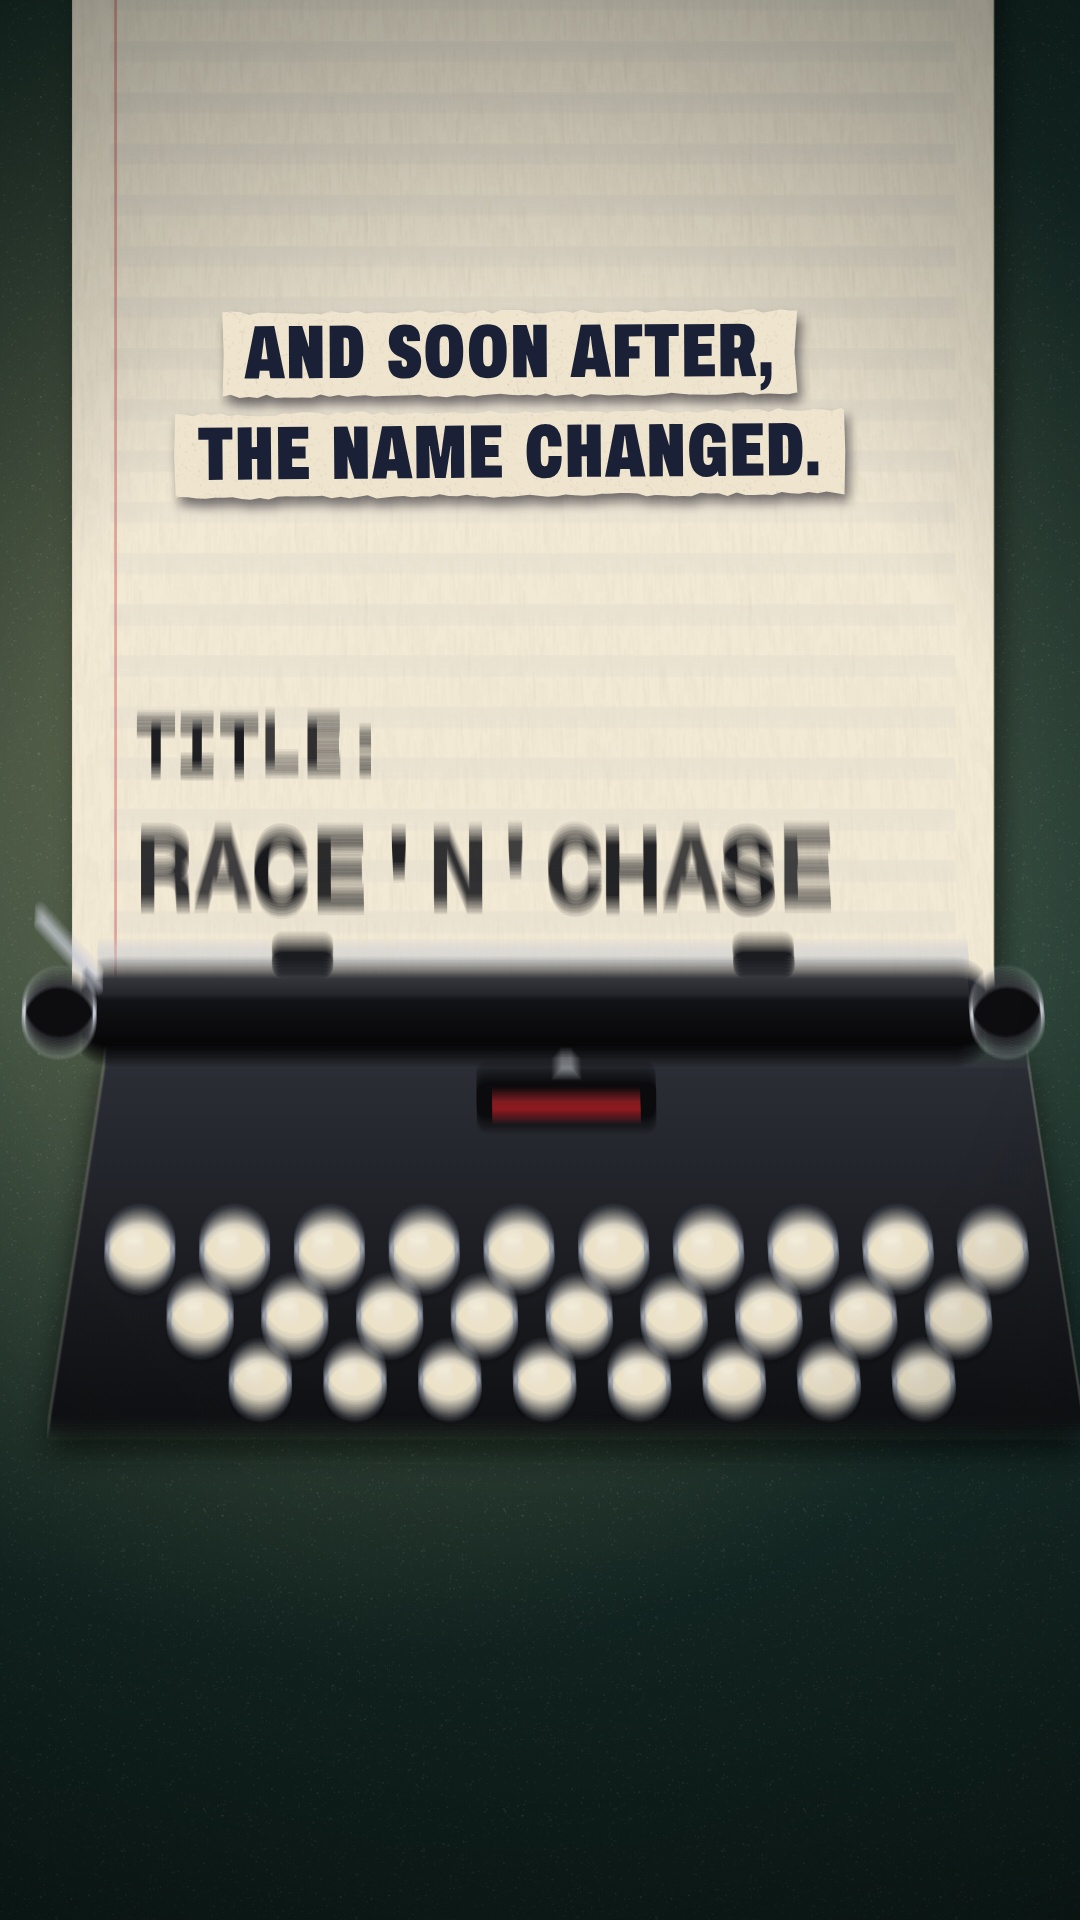 AND SOON AFTER,
THE NAME CHANGED.
TITLE:
RACE'N'CHASE